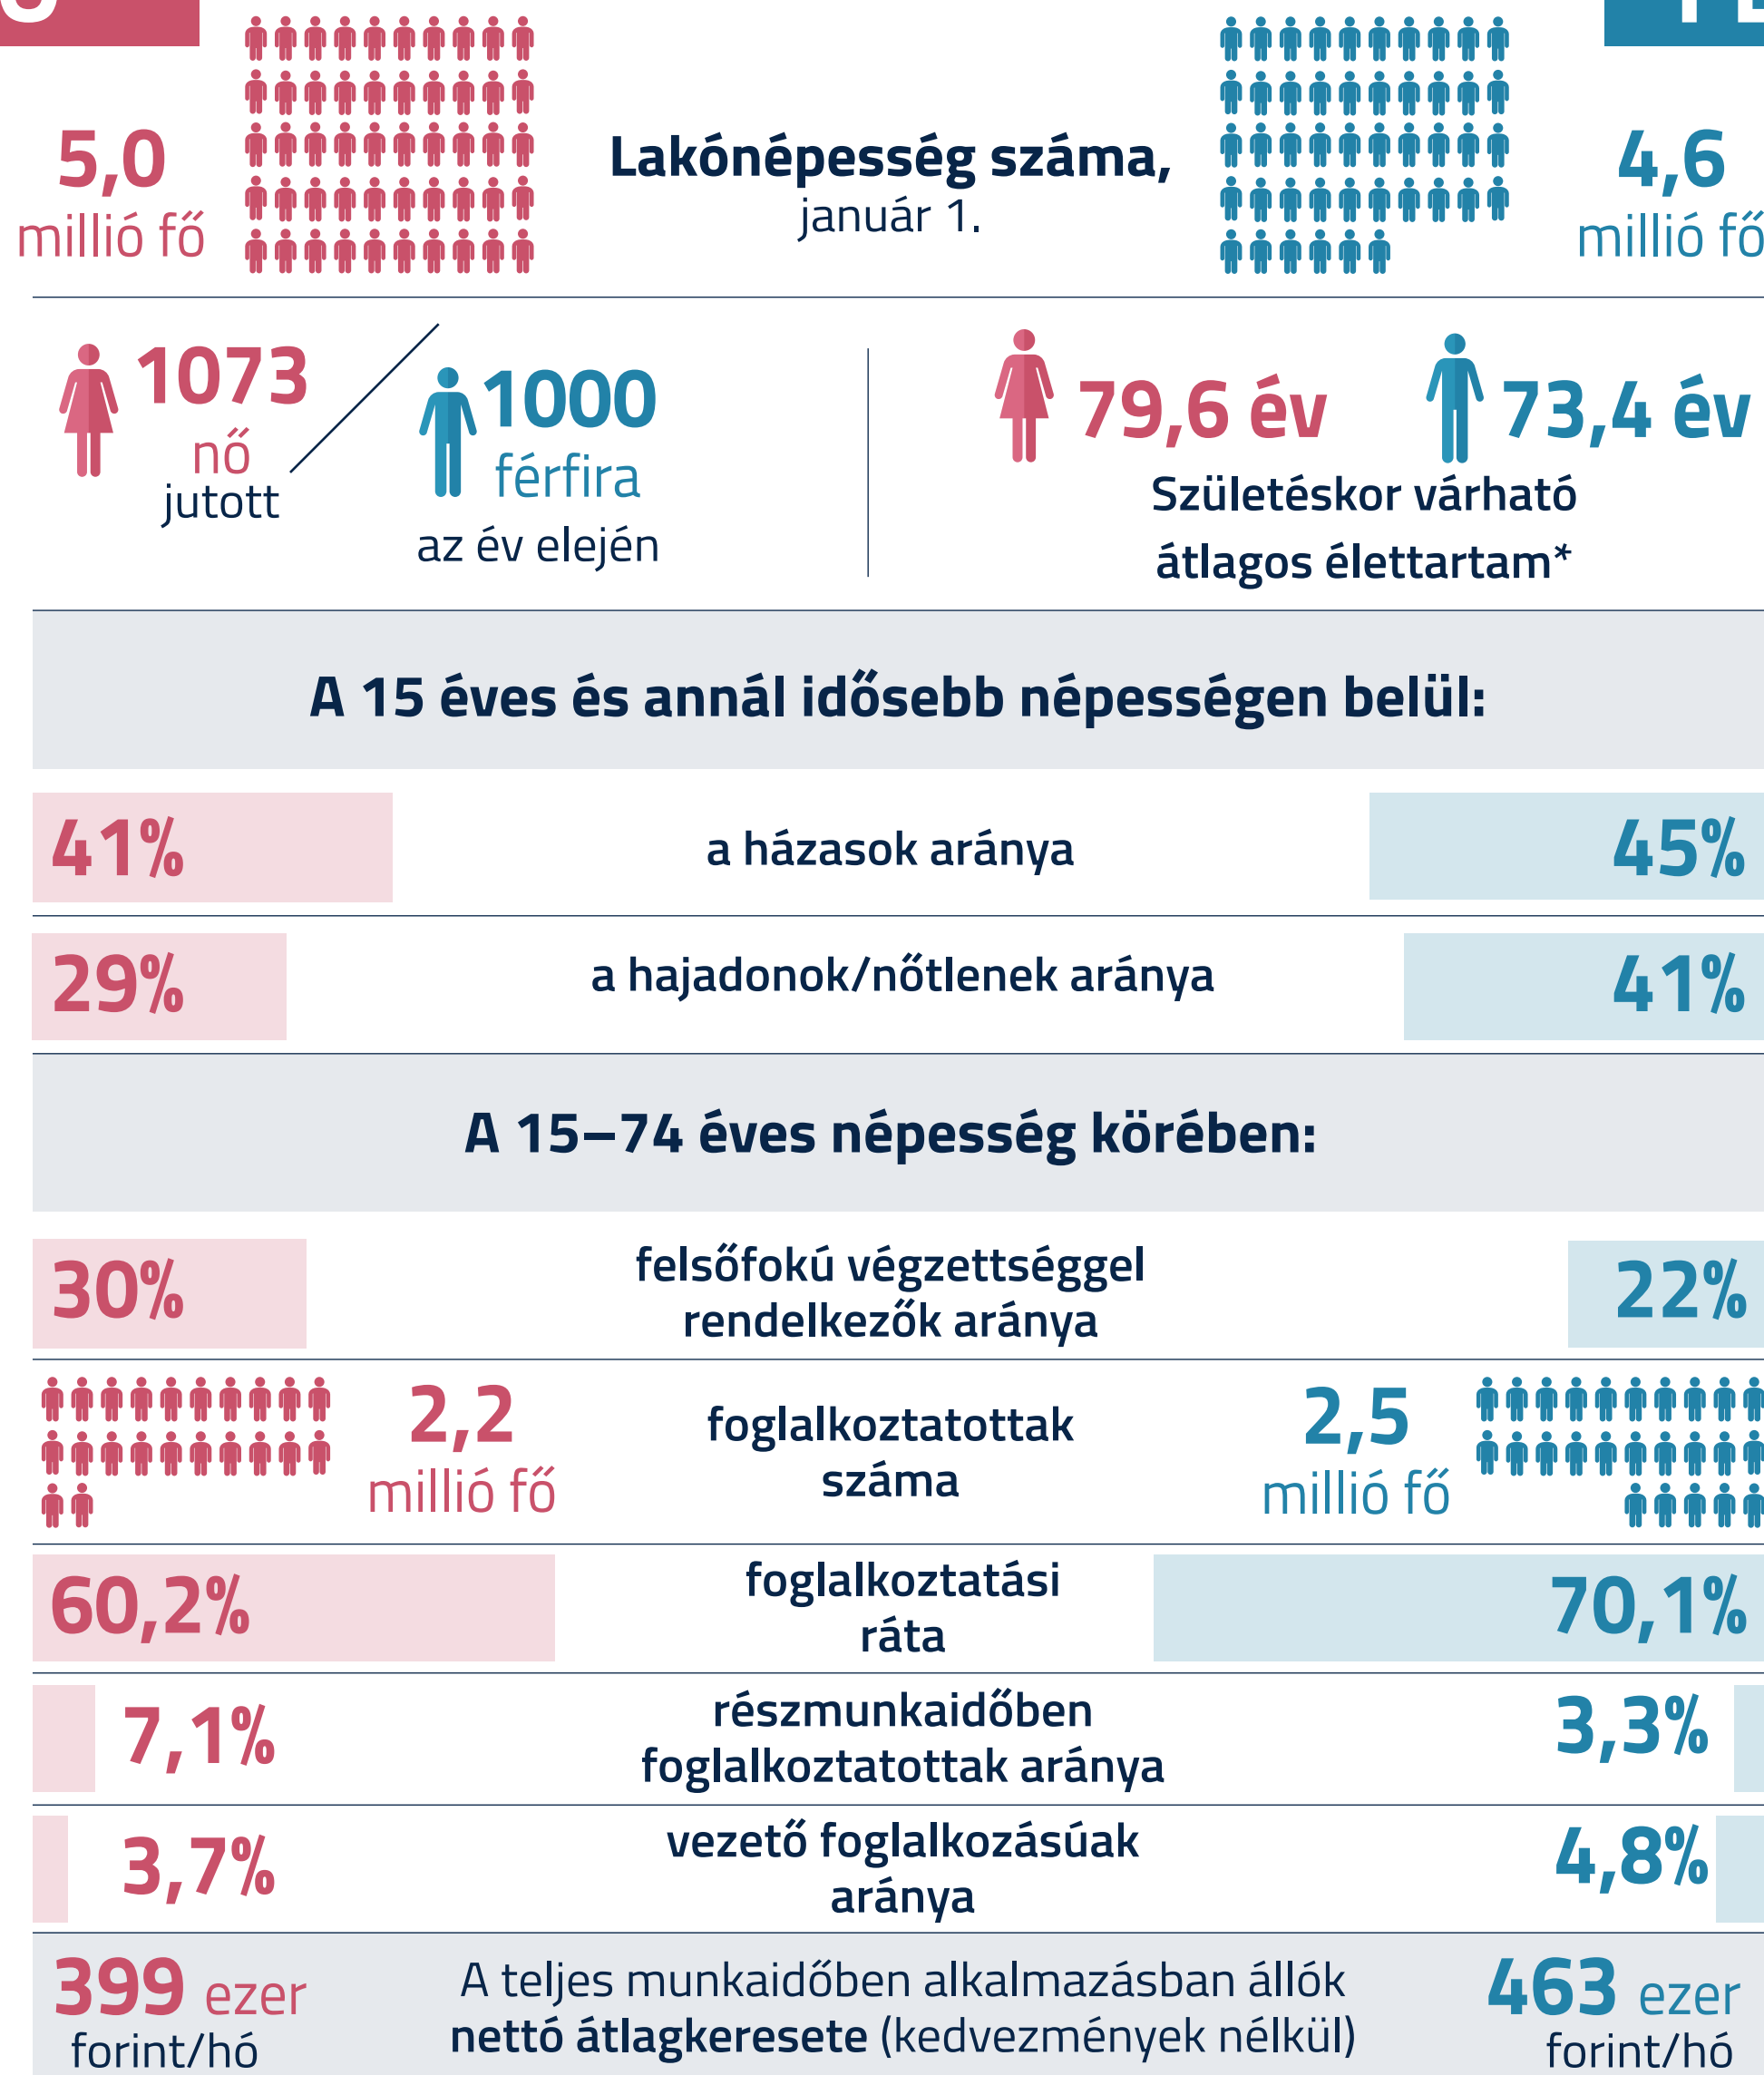 5,0
millió fő
Lakónépesség száma,
január 1.
4,6
millió fő
1073
nő
jutott
1000
férfira
az év elején
79,6 év
73,4 év
Születéskor várható
átlagos élettartam*
A 15 éves és annál idősebb népességen belül:
41%
a házasok aránya
45%
29%
a hajadonok/nőtlenek aránya
41%
A 15–74 éves népesség körében:
30%
felsőfokú végzettséggel
rendelkezők aránya
22%
2,2
millió fő
foglalkoztatottak
száma
2,5
millió fő
60,2%
foglalkoztatási
ráta
70,1%
7,1%
részmunkaidőben
foglalkoztatottak aránya
3,3%
3,7%
vezető foglalkozásúak
aránya
4,8%
399 ezer
forint/hó
A teljes munkaidőben alkalmazásban állók
nettó átlagkeresete (kedvezmények nélkül)
463 ezer
forint/hó